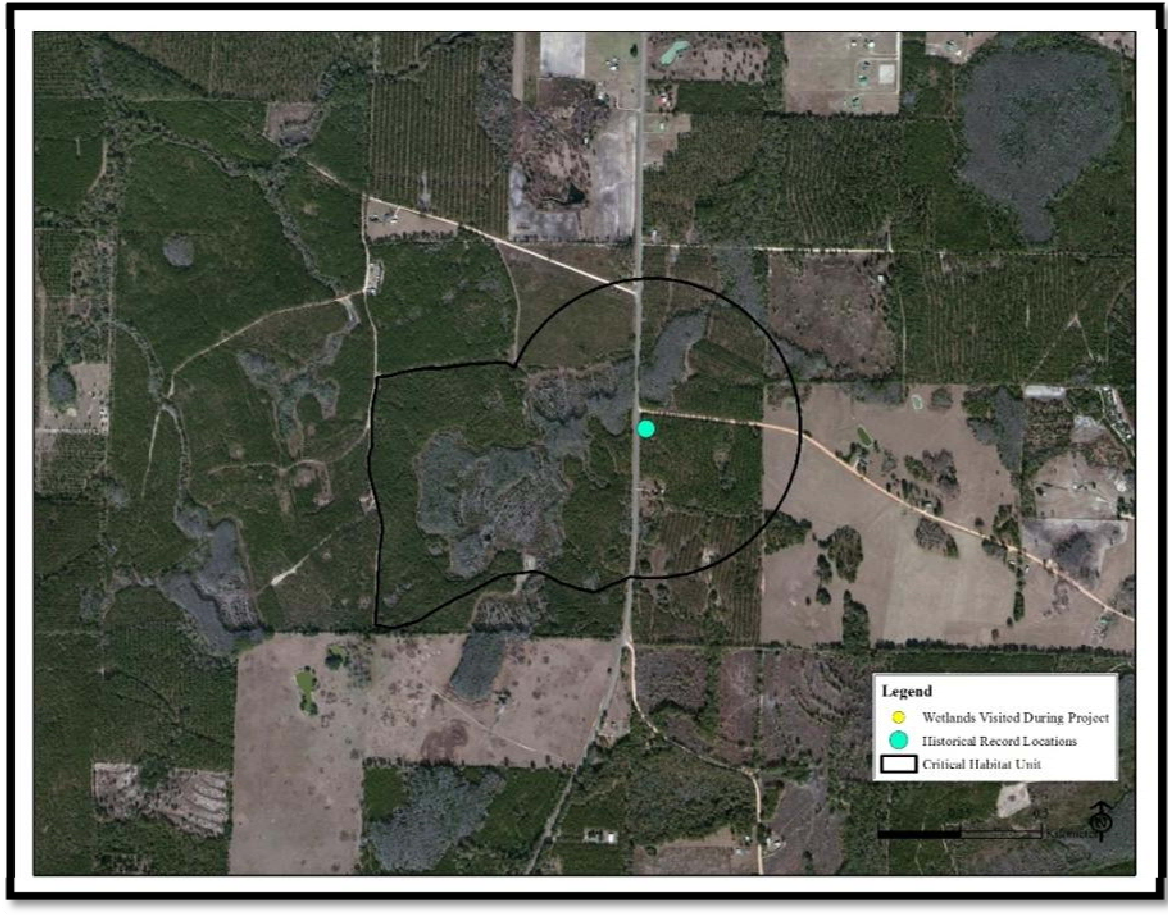 Legend
Wetlands Visited During Project
Historical Record Locations
Critical Habitat Unit
N